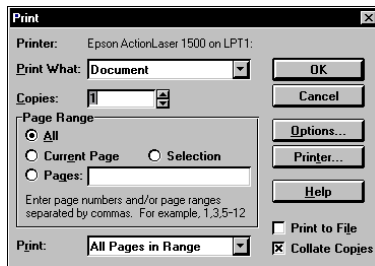 Print
Printer: Epson ActionLaser 1500 on LPT1:
Print What: Document
OK
Copies: 1
Cancel
Page Range
All
Options...
Current Page Selection
Printer...
Pages:
Help
Enter page numbers and/or page ranges
separated by commas. For example, 1,3,5-12
Print to File
Print: All Pages in Range
Collate Copies